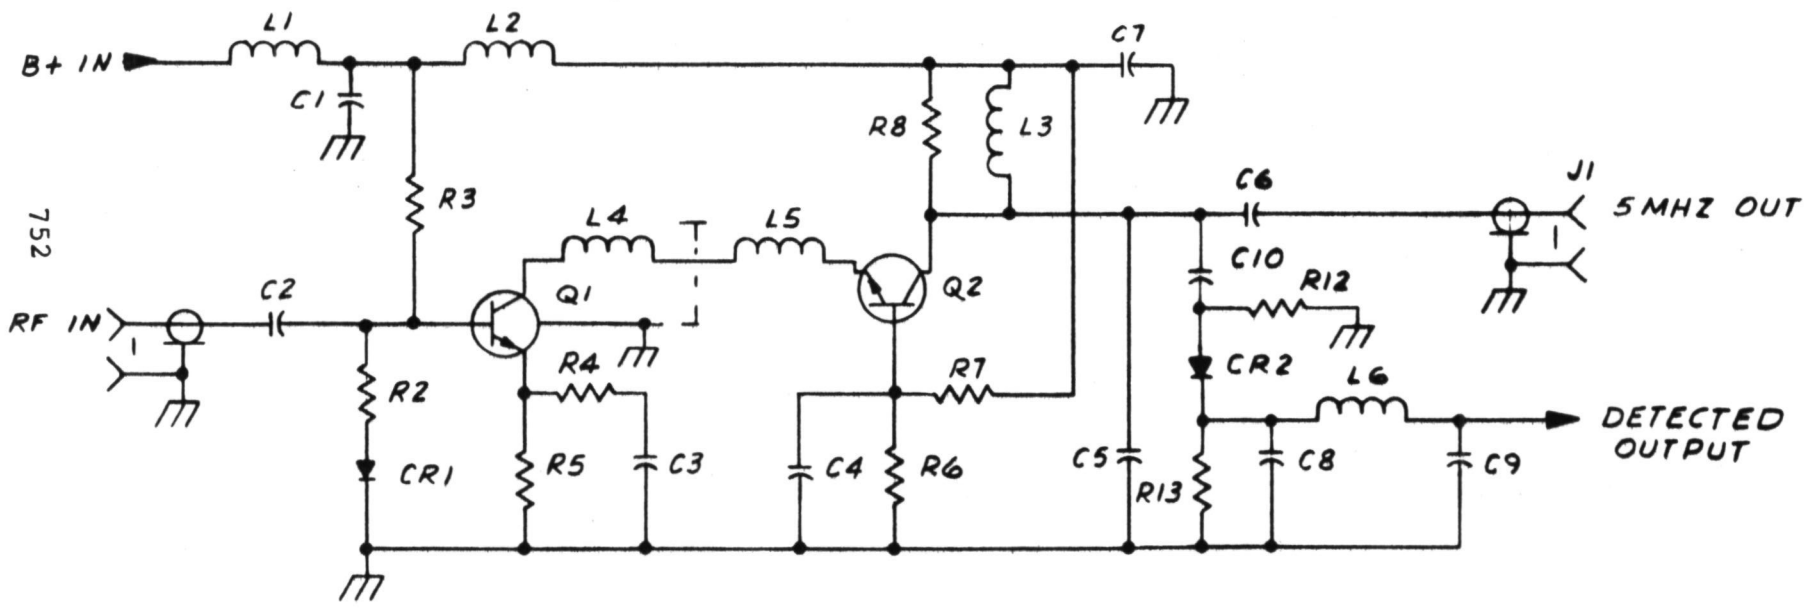 L1
L2
C7
B+ IN
C1
R8
L3
R3
C6
J1
5 MHZ OUT
752
L4
L5
1
C2
Q1
Q2
C10
R12
RF IN
1
R4
R7
CR2
L6
R2
DETECTED
OUTPUT
CR1
R5
C3
C4
R6
C5
R13
C8
C9